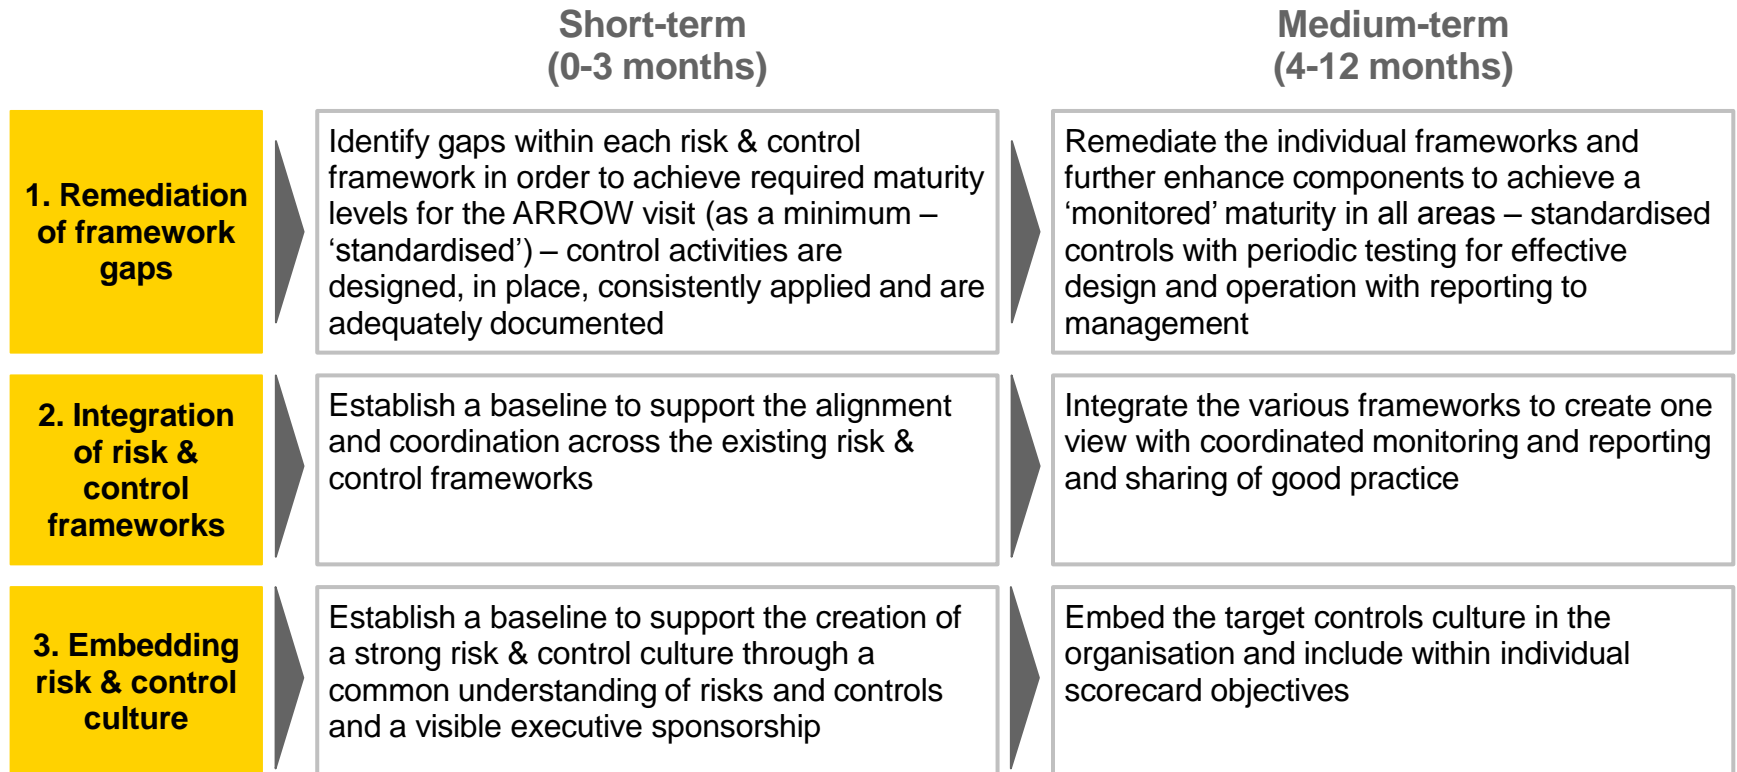 Short-term
(0-3 months)
Medium-term
(4-12 months)
1. Remediation
of framework
gaps
Identify gaps within each risk & control
framework in order to achieve required maturity
levels for the ARROW visit (as a minimum –
‘standardised’) – control activities are
designed, in place, consistently applied and are
adequately documented
Remediate the individual frameworks and
further enhance components to achieve a
‘monitored’ maturity in all areas – standardised
controls with periodic testing for effective
design and operation with reporting to
management
2. Integration
of risk &
control
frameworks
Establish a baseline to support the alignment
and coordination across the existing risk &
control frameworks
Integrate the various frameworks to create one
view with coordinated monitoring and reporting
and sharing of good practice
3. Embedding
risk & control
culture
Establish a baseline to support the creation of
a strong risk & control culture through a
common understanding of risks and controls
and a visible executive sponsorship
Embed the target controls culture in the
organisation and include within individual
scorecard objectives